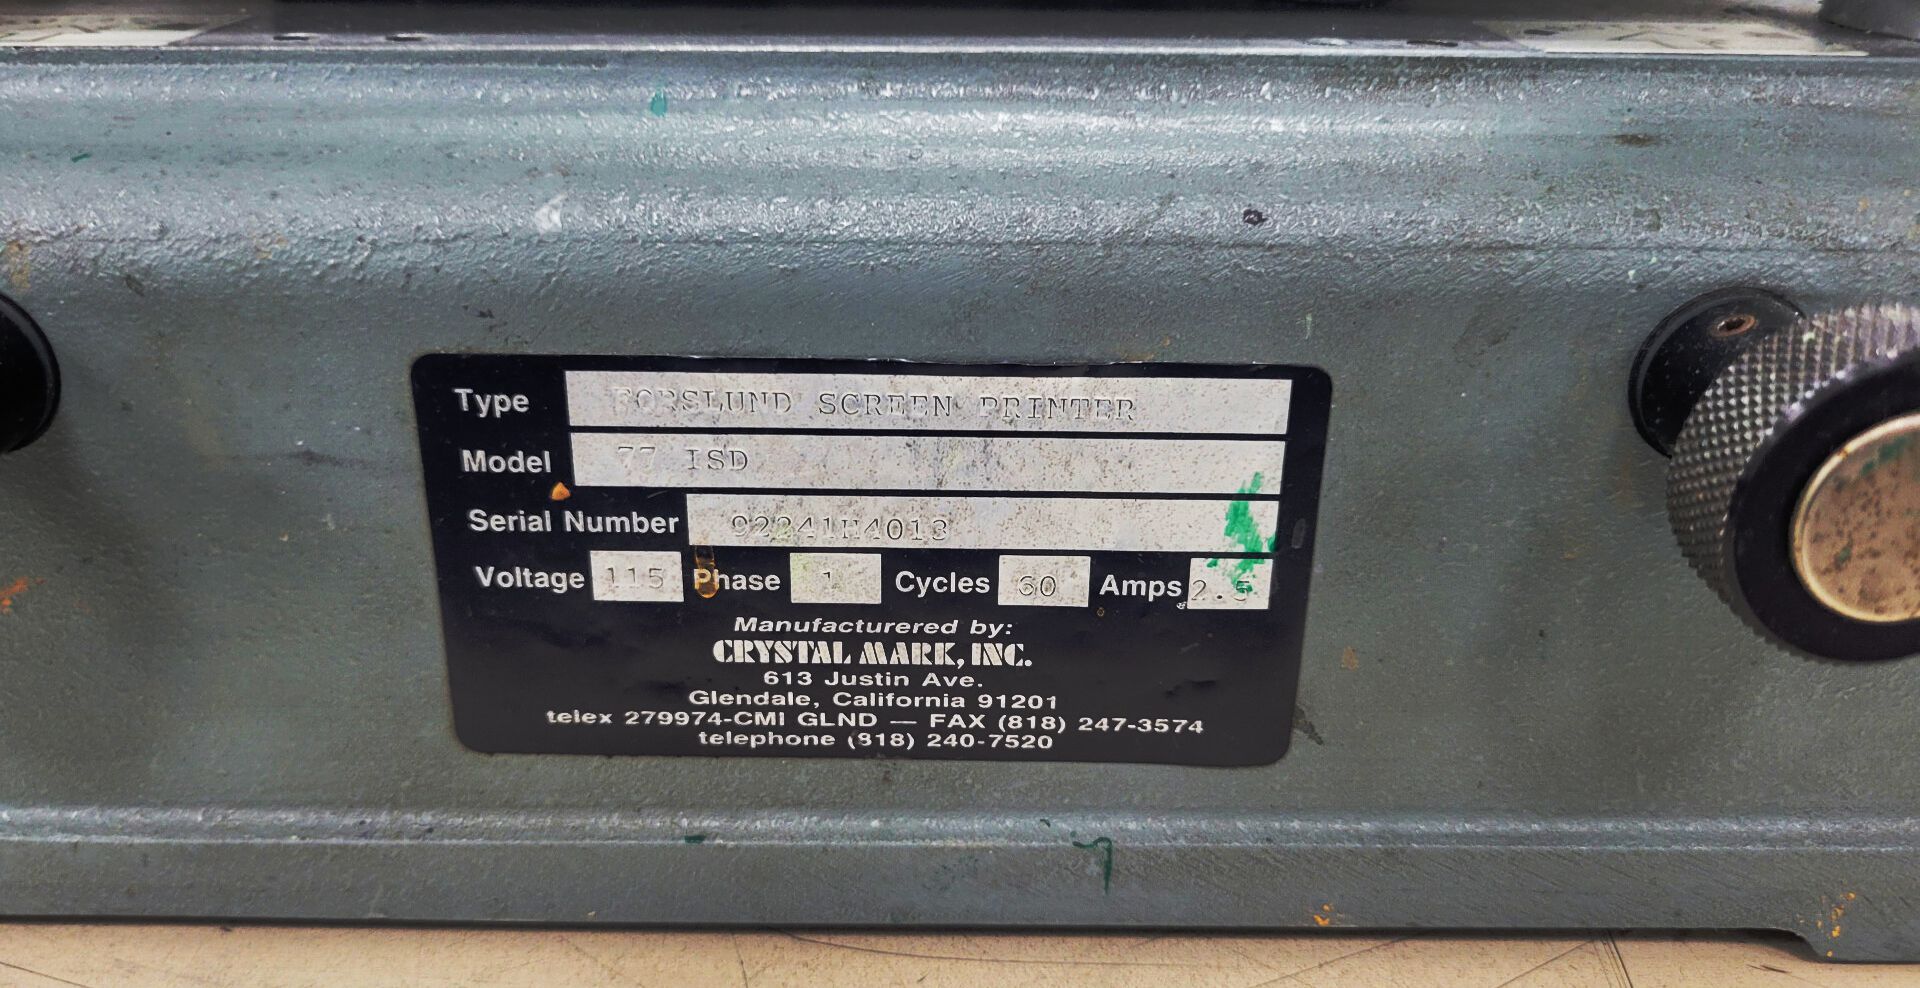 Type FORSLUND SCREEN PRINTER
Model 77 ISD
Serial Number 92241H4013
Voltage 115 Phase 1 Cycles 60 Amps 2.5
Manufacturered by:
CRYSTAL MARK, INC.
613 Justin Ave.
Glendale, California 91201
telex 279974-CMI GLND — FAX (818) 247-3574
telephone (818) 240-7520